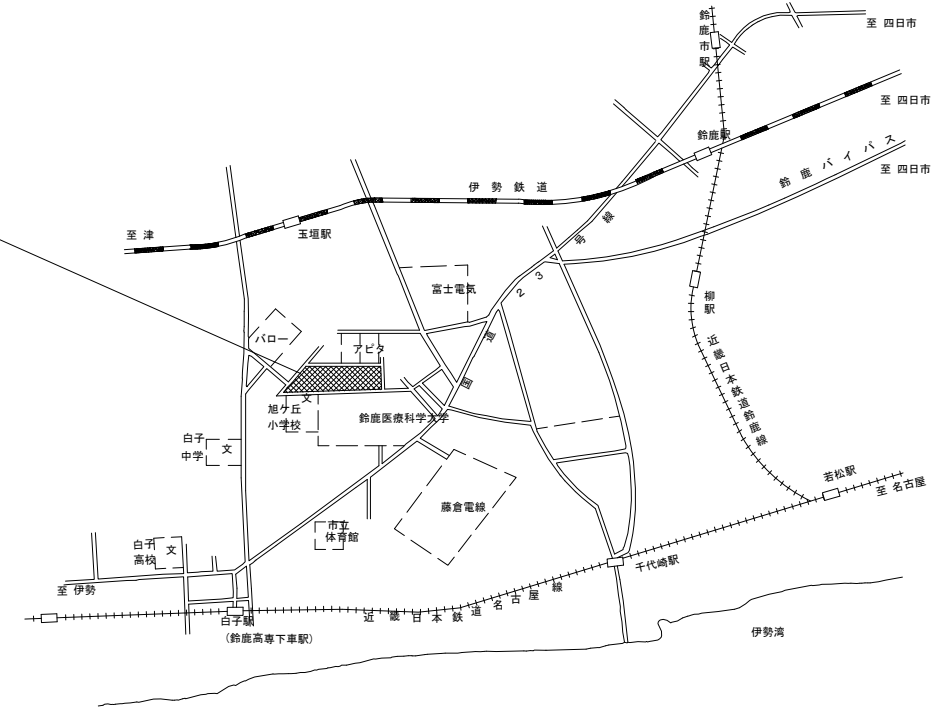 鈴鹿市駅
至 四日市
至 四日市
鈴鹿駅
鈴鹿バイパス
至 四日市
伊勢鉄道
至 津
玉垣駅
国道23号線
富士電気
柳駅
バロー
アピタ
近畿日本鉄道鈴鹿線
文
旭ケ丘
小学校
鈴鹿医療科学大学
白子
中学
文
若松駅
至 名古屋
藤倉電線
市立
体育館
白子
高校
文
千代崎駅
至 伊勢
近畿日本鉄道名古屋線
白子駅
(鈴鹿高専下車駅)
伊勢湾